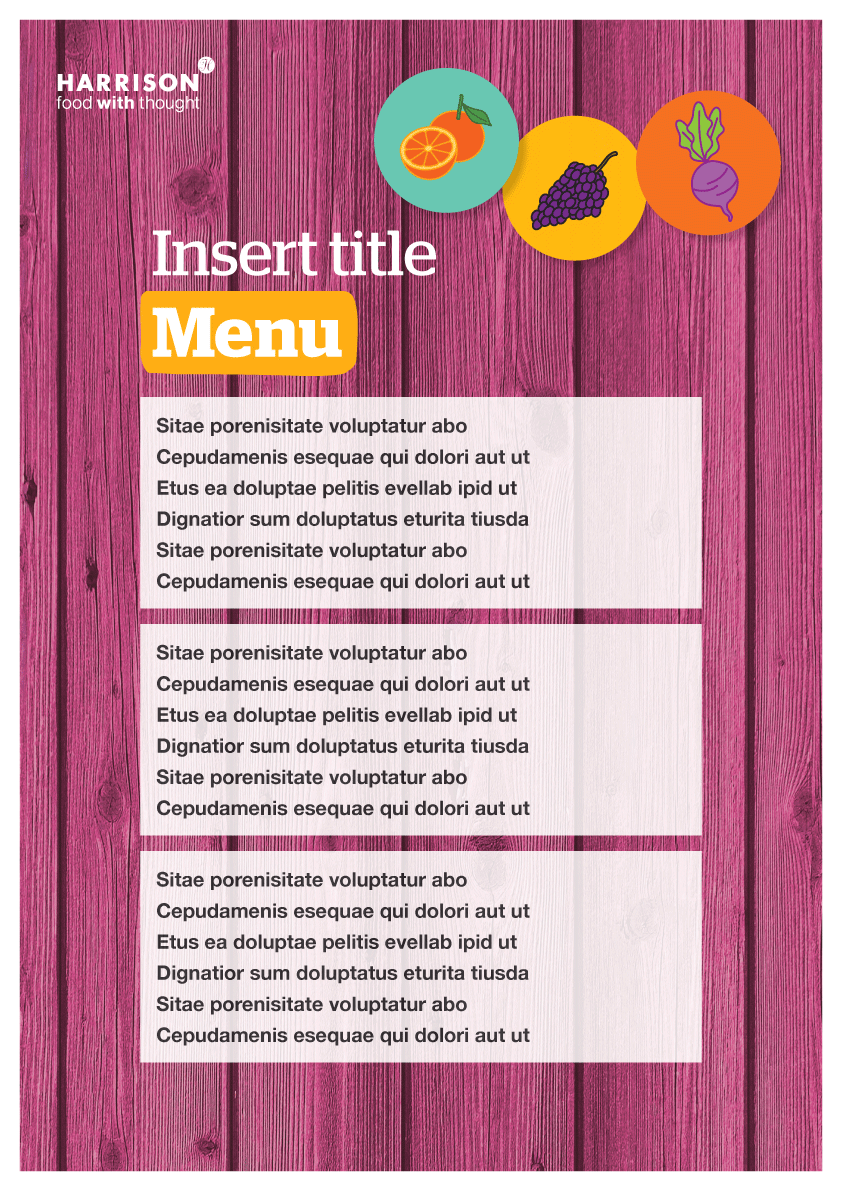 HARRISON
food with thought
Insert title
Menu
Sitae porenisitate voluptatur abo
Cepudamenis esequae qui dolori aut ut
Etus ea doluptae pelitis evellab ipid ut
Dignatior sum doluptatus eturita tiusda
Sitae porenisitate voluptatur abo
Cepudamenis esequae qui dolori aut ut
Sitae porenisitate voluptatur abo
Cepudamenis esequae qui dolori aut ut
Etus ea doluptae pelitis evellab ipid ut
Dignatior sum doluptatus eturita tiusda
Sitae porenisitate voluptatur abo
Cepudamenis esequae qui dolori aut ut
Sitae porenisitate voluptatur abo
Cepudamenis esequae qui dolori aut ut
Etus ea doluptae pelitis evellab ipid ut
Dignatior sum doluptatus eturita tiusda
Sitae porenisitate voluptatur abo
Cepudamenis esequae qui dolori aut ut